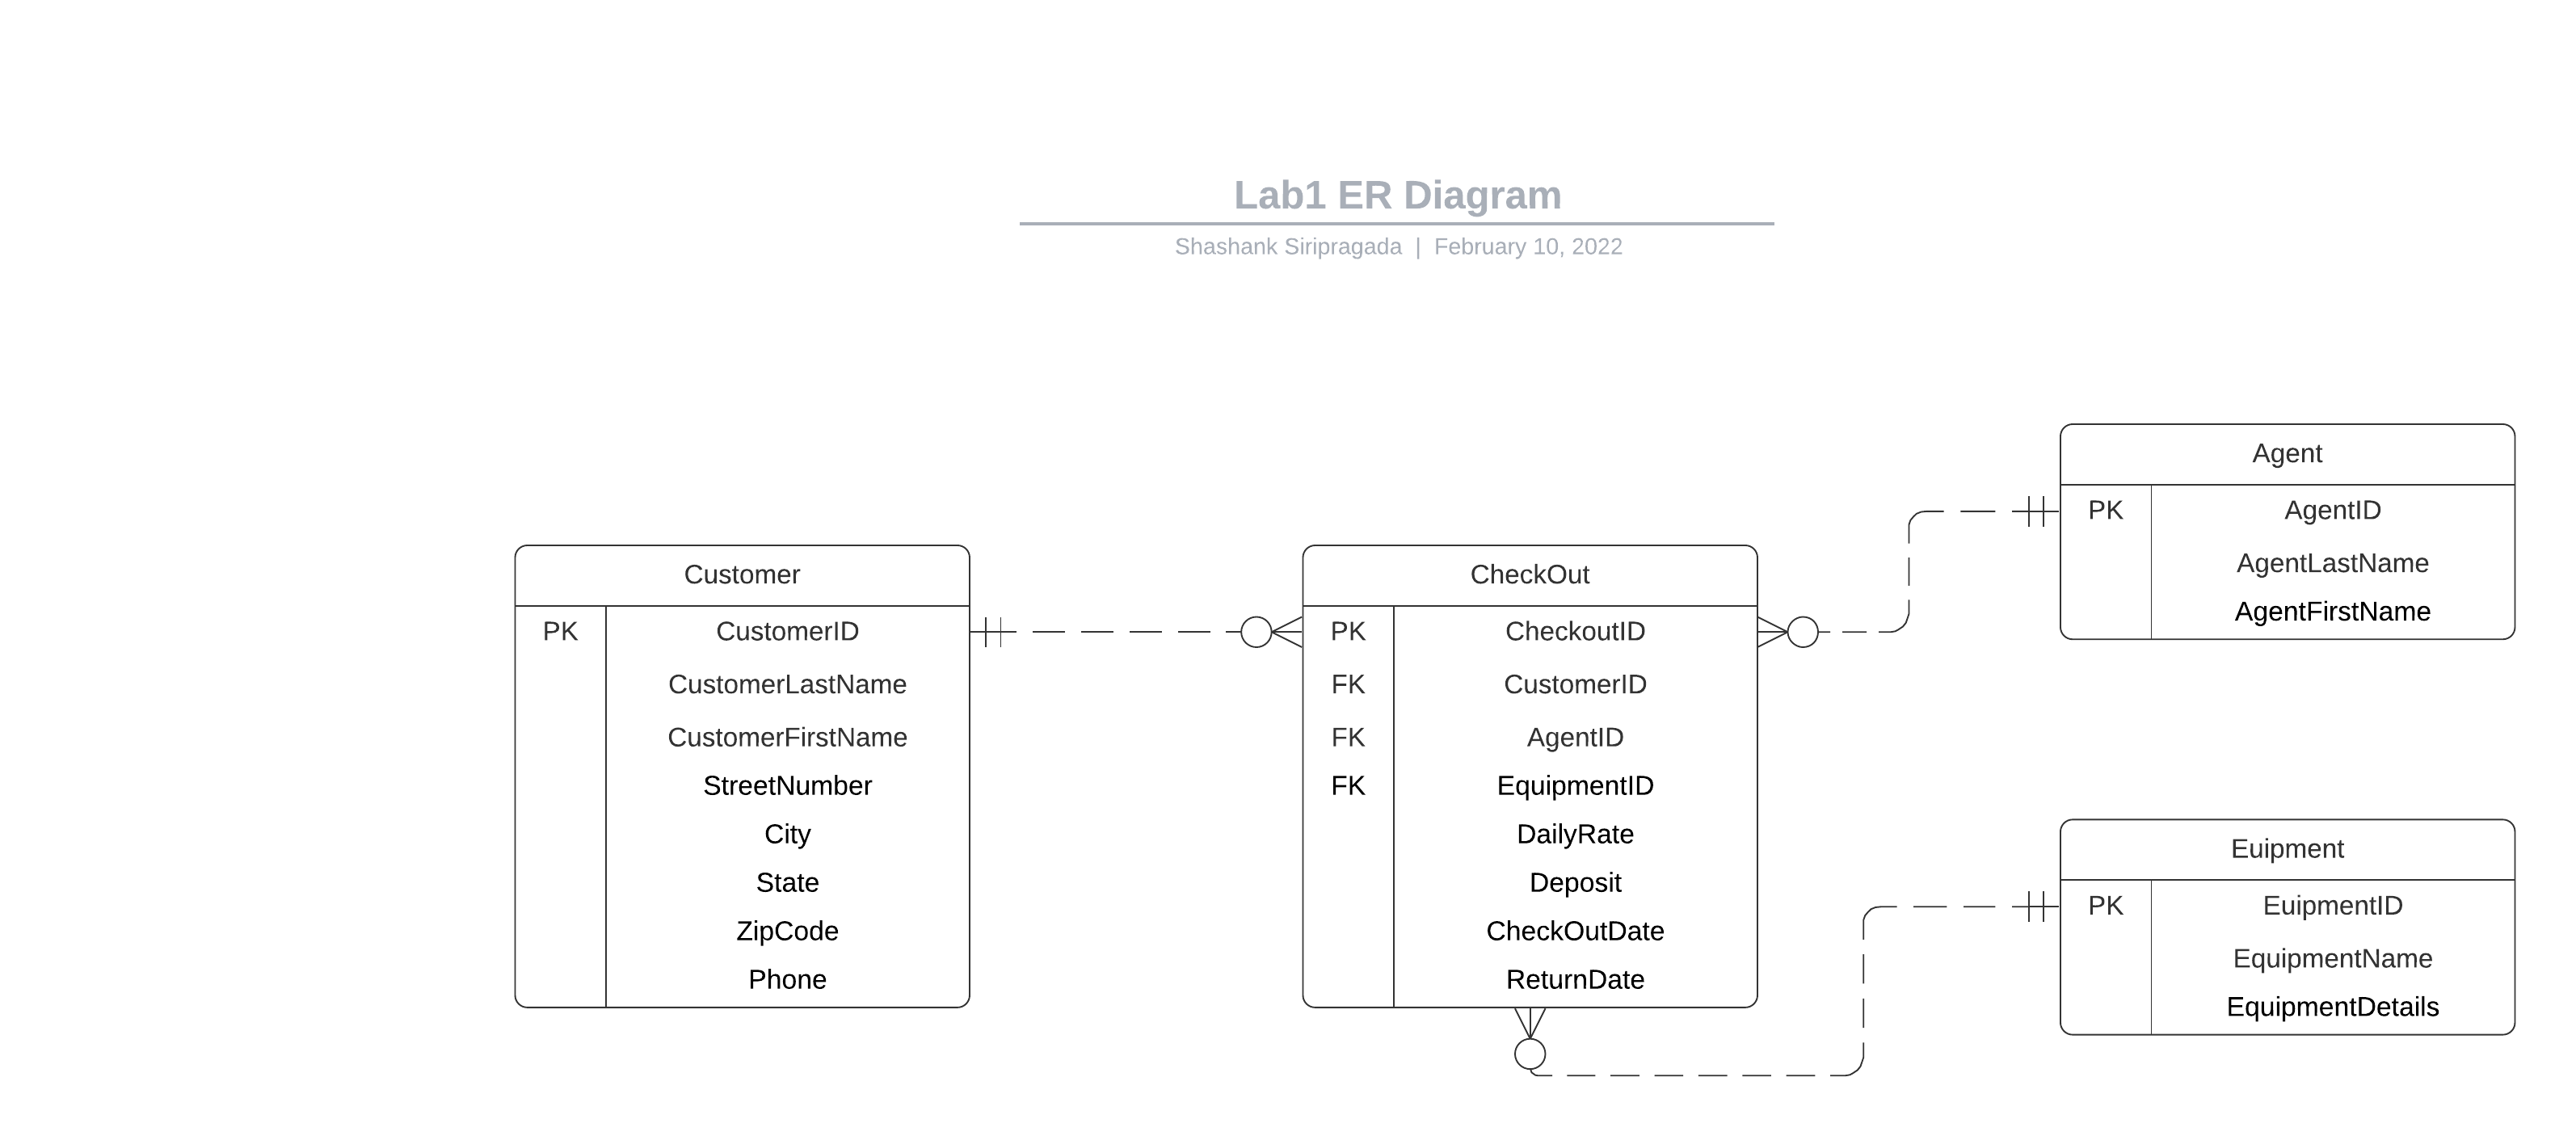 Lab1 ER Diagram
Shashank Siripragada | February 10, 2022
Customer
PK CustomerID
CustomerLastName
CustomerFirstName
StreetNumber
City
State
ZipCode
Phone
CheckOut
PK CheckoutID
FK CustomerID
FK AgentID
FK EquipmentID
DailyRate
Deposit
CheckOutDate
ReturnDate
Agent
PK AgentID
AgentLastName
AgentFirstName
Euipment
PK EuipmentID
EquipmentName
EquipmentDetails